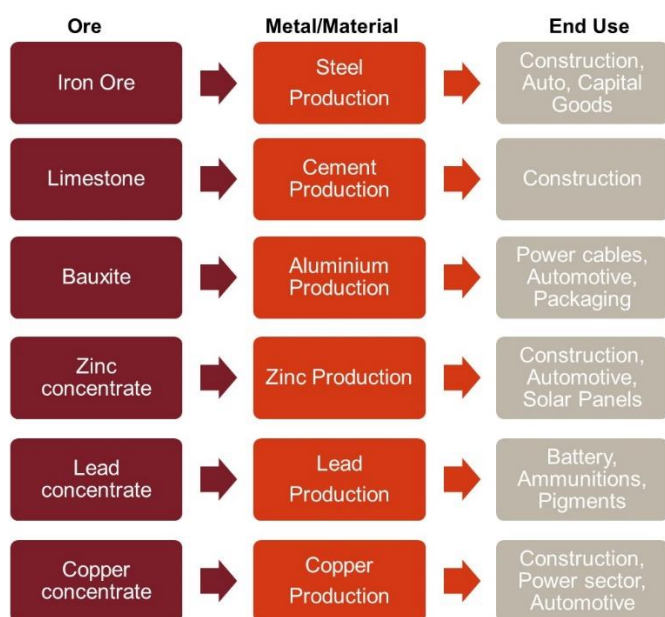 Ore
Metal/Material
End Use
Iron Ore
Steel
Production
Construction,
Auto, Capital
Goods
Limestone
Cement
Production
Construction
Bauxite
Aluminium
Production
Power cables,
Automotive,
Packaging
Zinc
concentrate
Zinc Production
Construction,
Automotive,
Solar Panels
Lead
concentrate
Lead
Production
Battery,
Ammunitions,
Pigments
Copper
concentrate
Copper
Production
Construction,
Power sector,
Automotive